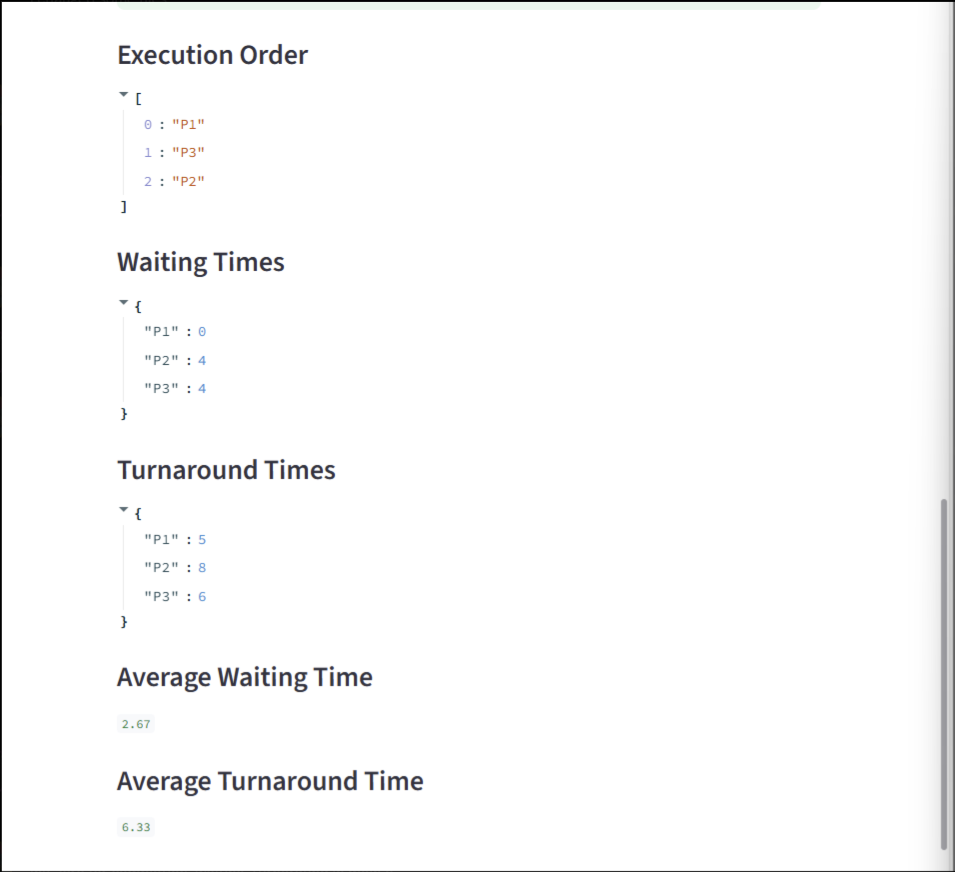 Execution Order
[
0 : "P1"
1 : "P3"
2 : "P2"
]
Waiting Times
{
"P1" : 0
"P2" : 4
"P3" : 4
}
Turnaround Times
{
"P1" : 5
"P2" : 8
"P3" : 6
}
Average Waiting Time
2.67
Average Turnaround Time
6.33